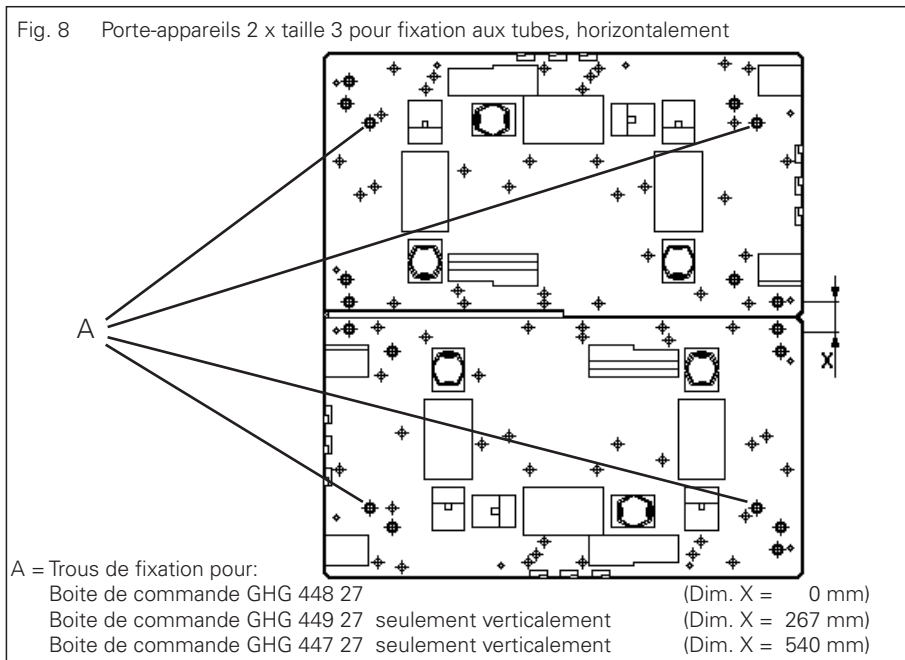 Fig. 8 Porte-appareils 2 x taille 3 pour fixation aux tubes, horizontalement
A
X
A = Trous de fixation pour:
Boite de commande GHG 448 27 (Dim. X = 0 mm)
Boite de commande GHG 449 27 seulement verticalement (Dim. X = 267 mm)
Boite de commande GHG 447 27 seulement verticalement (Dim. X = 540 mm)